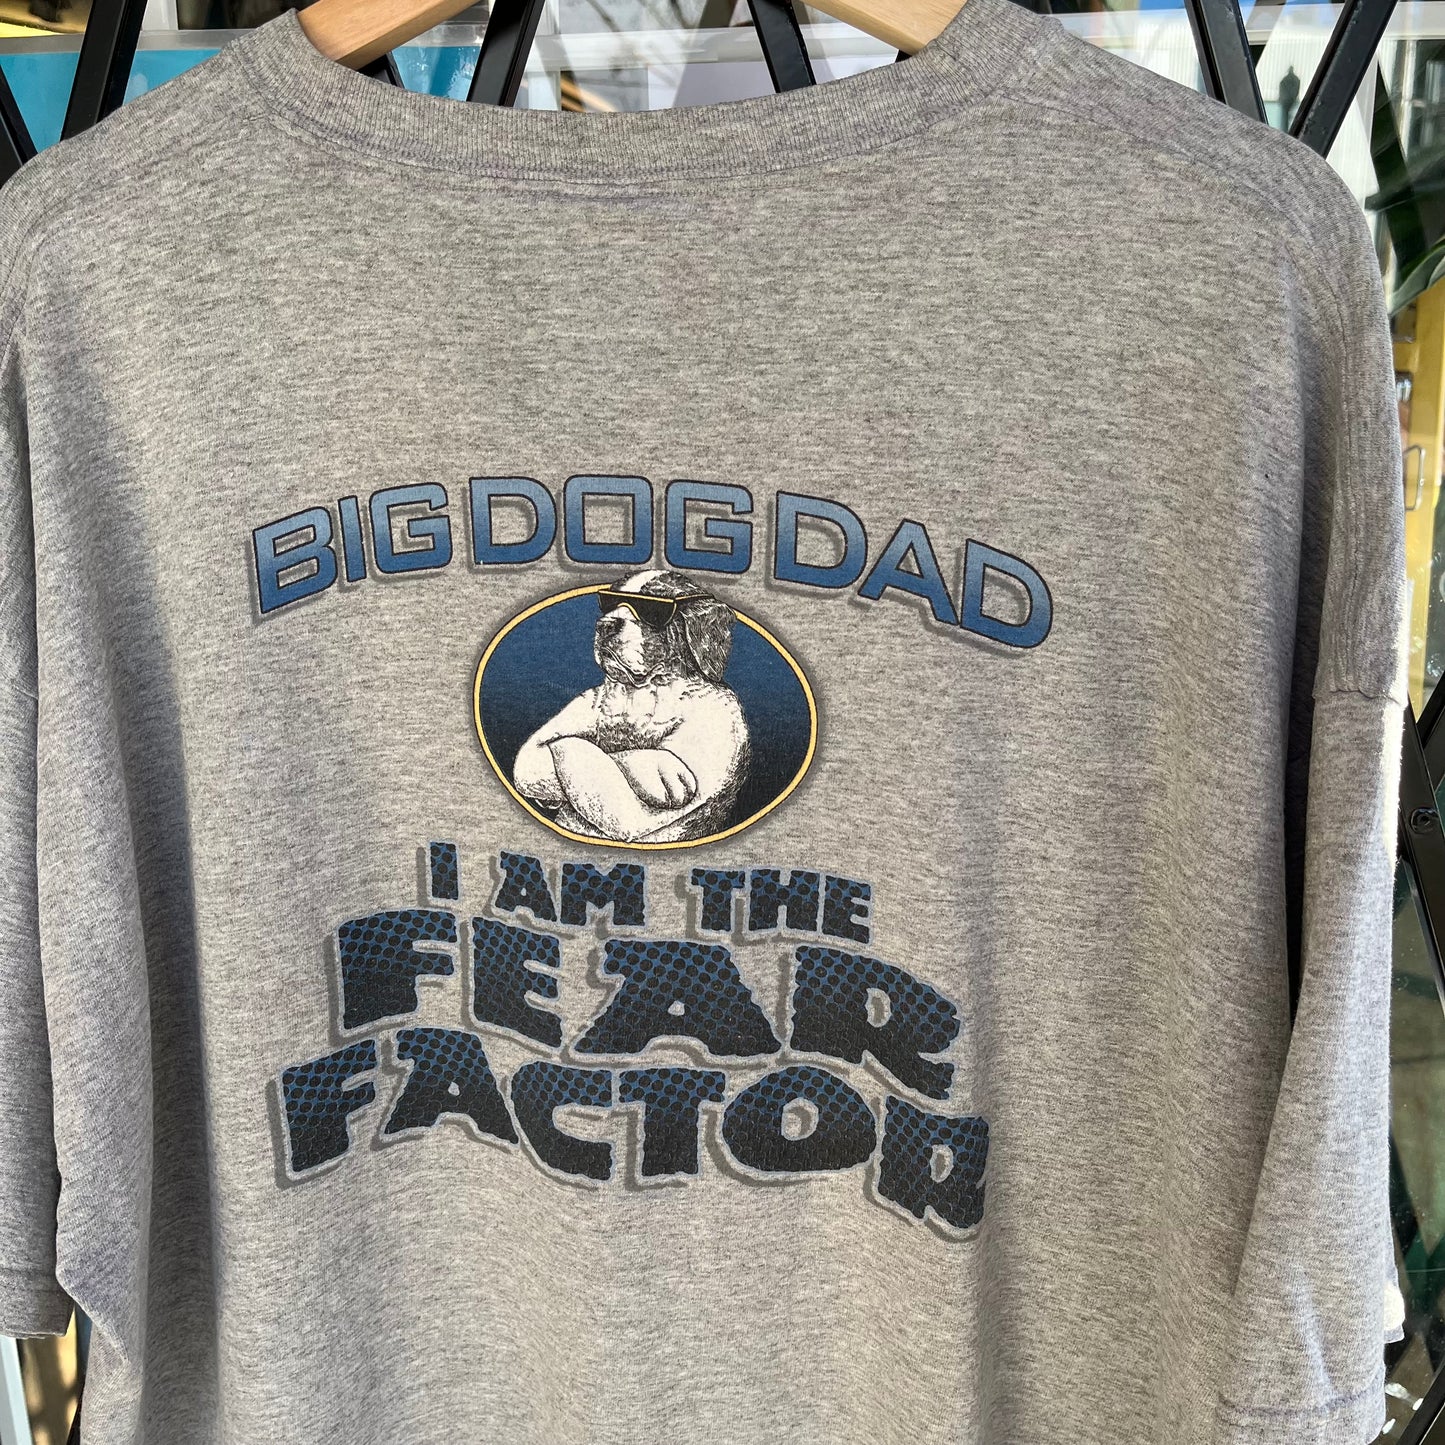 BIG DOG DAD
I AM THE
FEAR
FACTOR